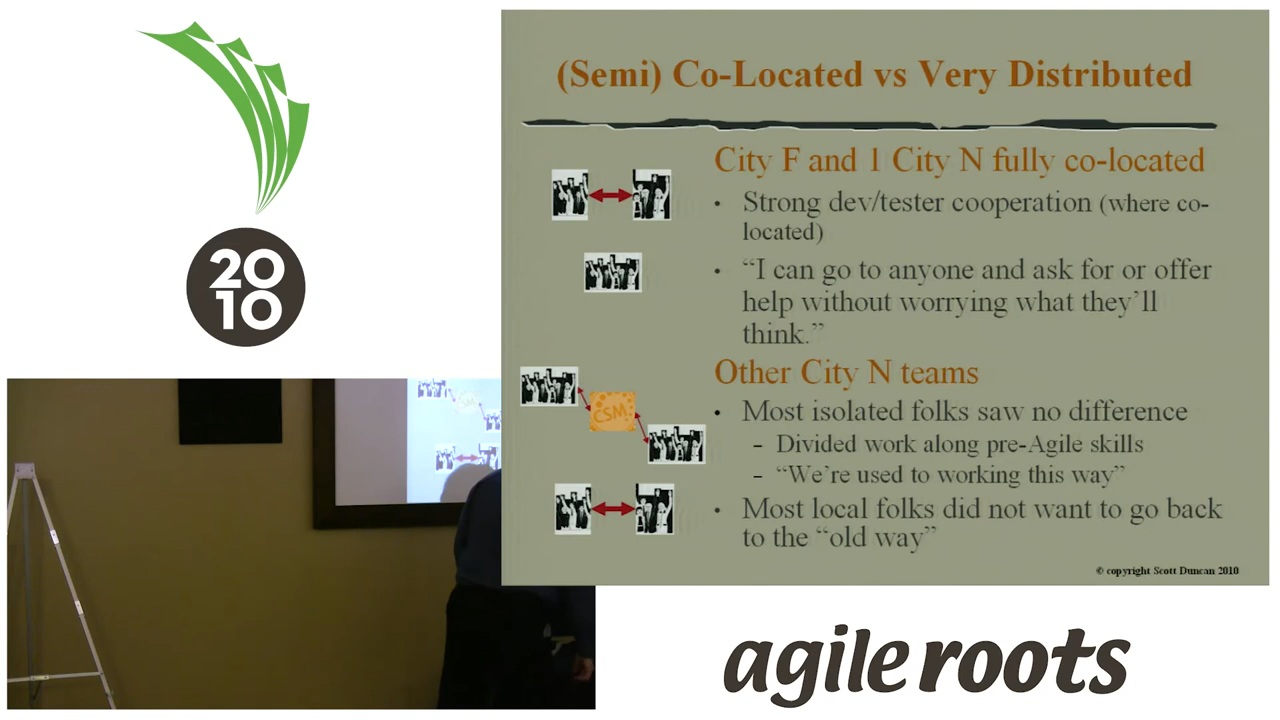 20
10
(Semi) Co-Located vs Very Distributed
City F and 1 City N fully co-located
• Strong dev/tester cooperation (where co-
located)
• “I can go to anyone and ask for or offer
help without worrying what they’ll
think.”
Other City N teams
CSM
• Most isolated folks saw no difference
– Divided work along pre-Agile skills
– “We’re used to working this way”
• Most local folks did not want to go back
to the “old way”
© copyright Scott Duncan 2010
agile roots